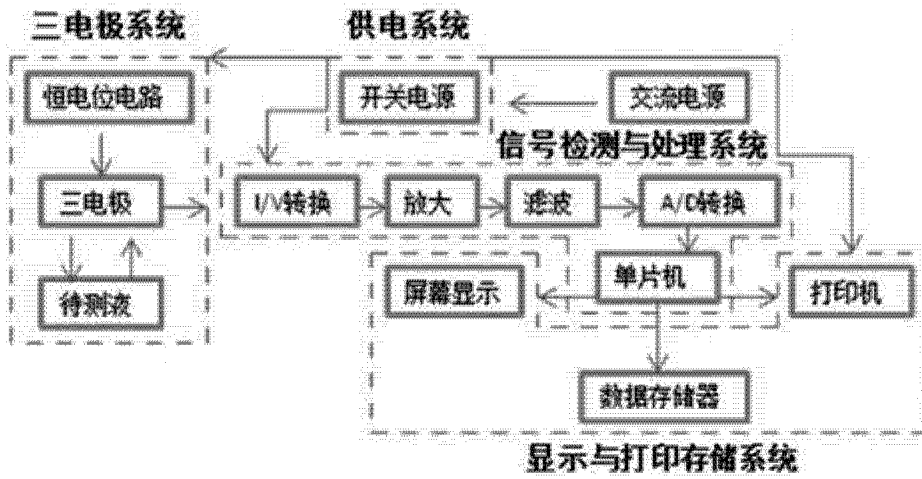 三电极系统
供电系统
恒电位电路
开关电源
交流电源
信号检测与处理系统
三电极
I/V转换
放大
滤波
A/D转换
待测液
屏幕显示
单片机
打印机
数据存储器
显示与打印存储系统